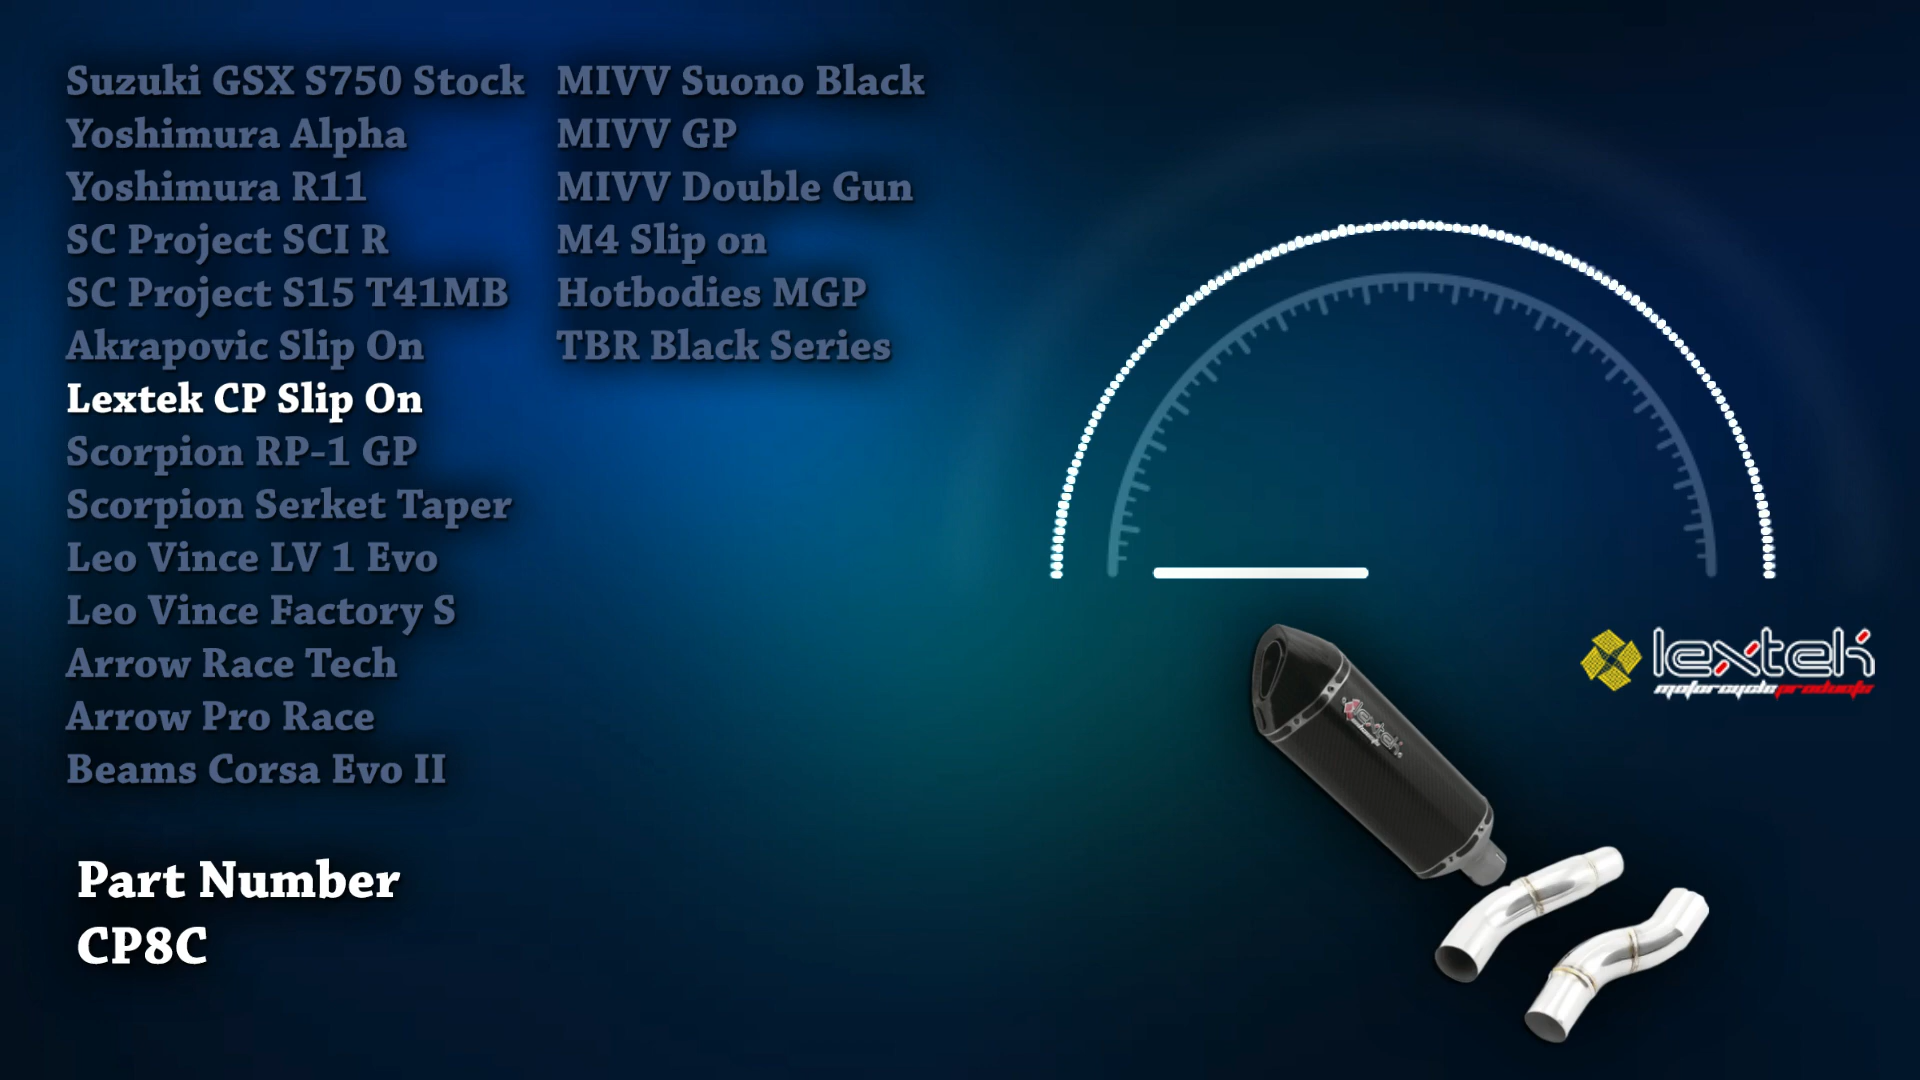 Suzuki GSX S750 Stock
Yoshimura Alpha
Yoshimura R11
SC Project SCI R
SC Project S15 T41MB
Akrapovic Slip On
Lextek CP Slip On
Scorpion RP-1 GP
Scorpion Serket Taper
Leo Vince LV 1 Evo
Leo Vince Factory S
Arrow Race Tech
Arrow Pro Race
Beams Corsa Evo II
MIVV Suono Black
MIVV GP
MIVV Double Gun
M4 Slip on
Hotbodies MGP
TBR Black Series
Part Number
CP8C
lextek
motorcycle products
lextek